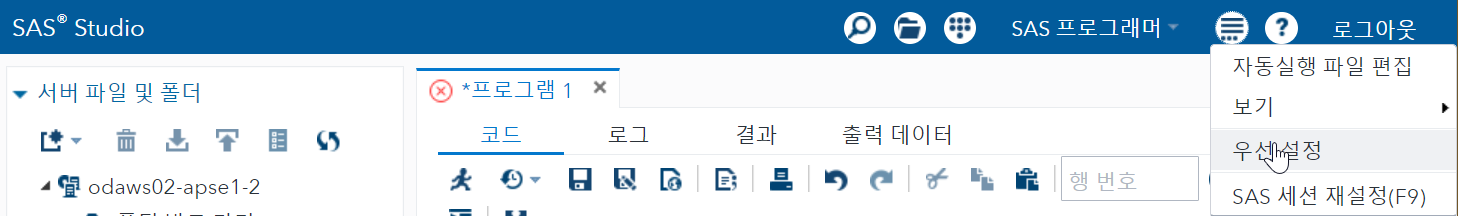 SAS® Studio
SAS 프로그래머
로그아웃
자동실행 파일 편집
보기
우선 설정
SAS 세션 재설정(F9)
서버 파일 및 폴더
odaws02-apse1-2
*프로그램 1
코드 로그 결과 출력 데이터
행 번호